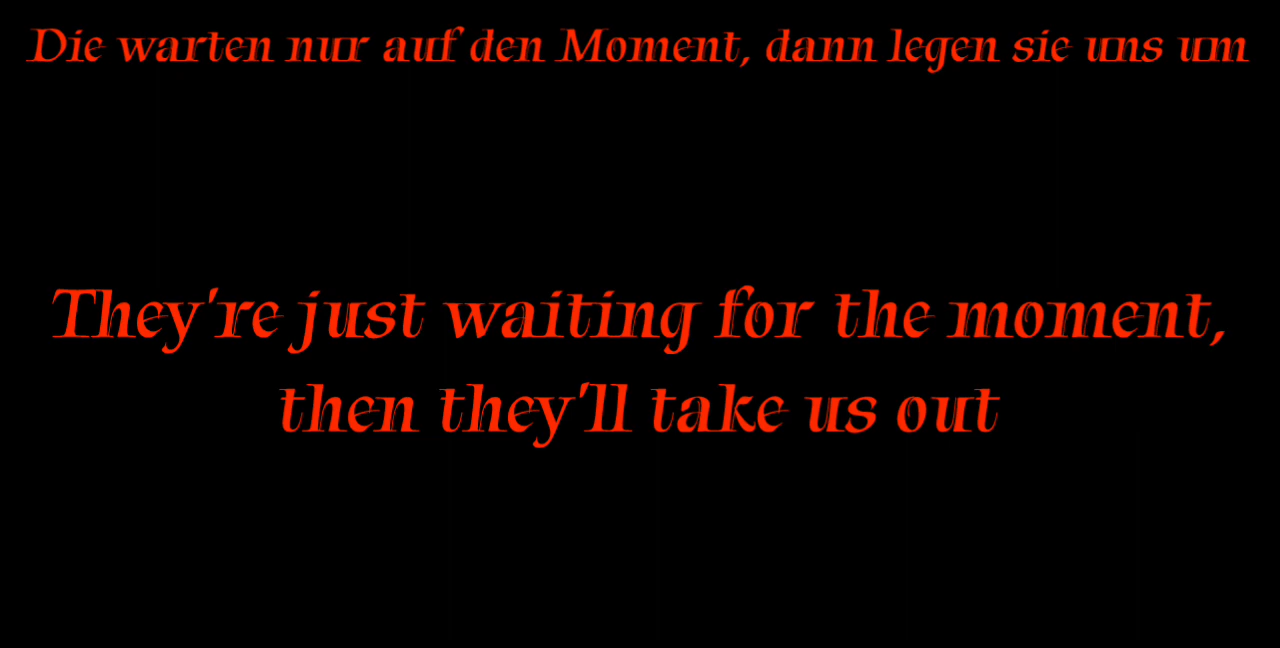 Die warten nur auf den Moment, dann legen sie uns um
They're just waiting for the moment,
then they'll take us out